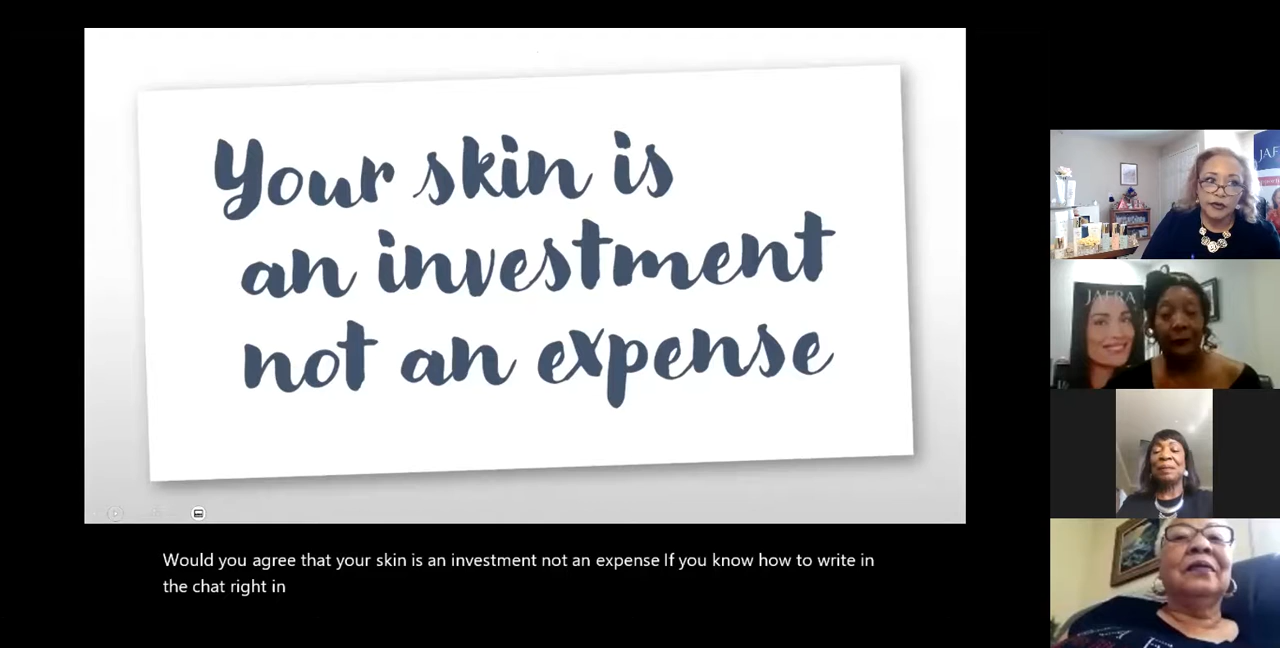 Your skin is
an investment
not an expense
Would you agree that your skin is an investment not an expense If you know how to write in
the chat right in
JAFRA